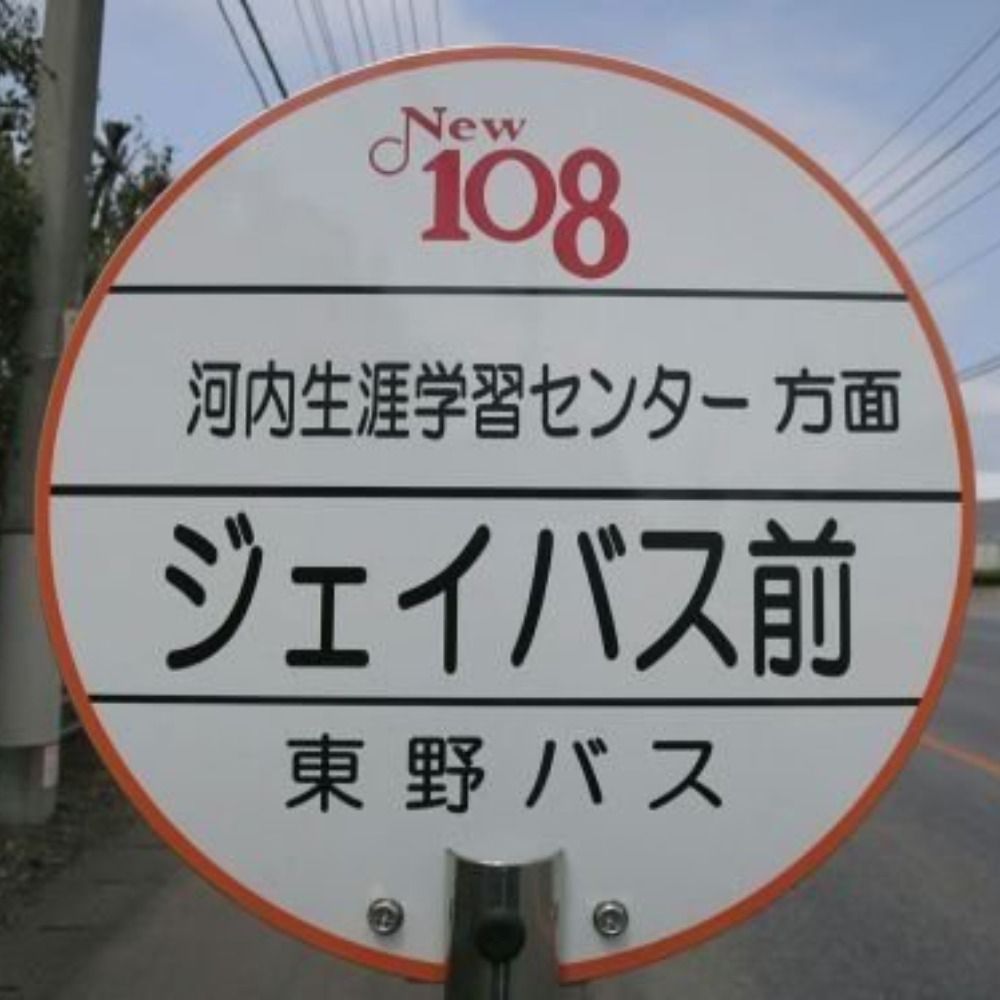 New
108
河内生涯学習センター 方面
ジェイバス前
東野バス